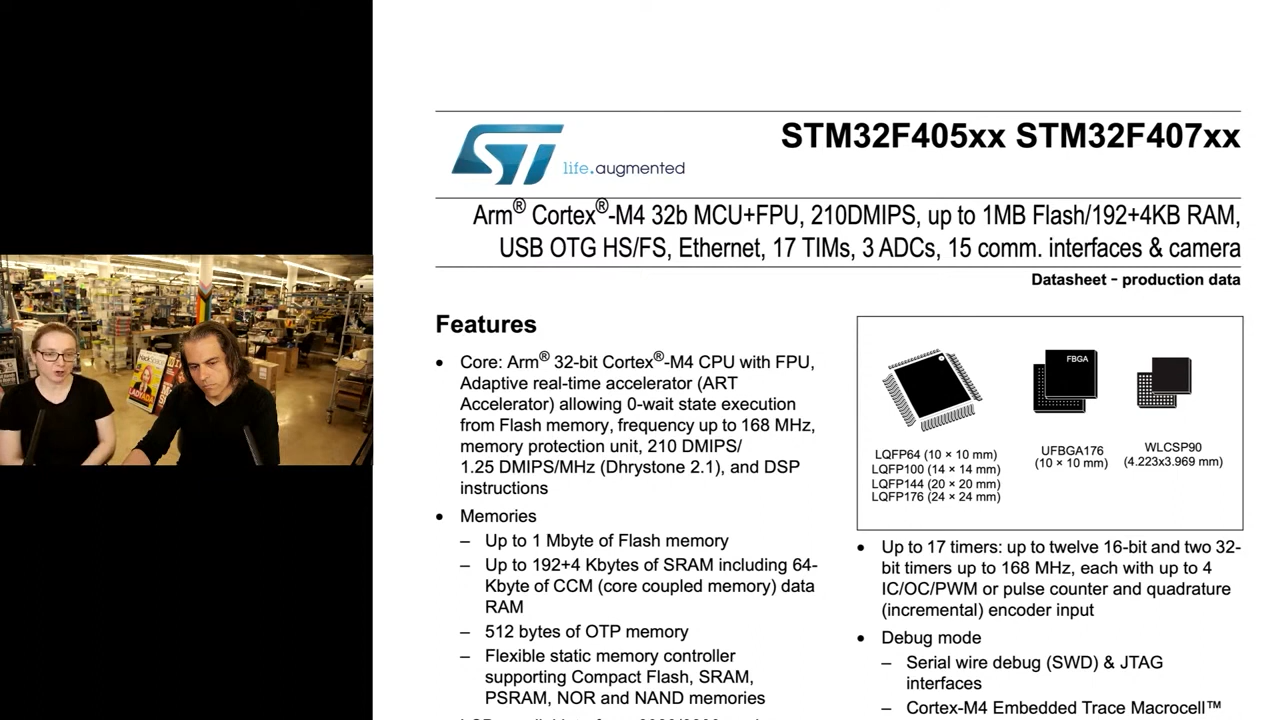 STM32F405xx STM32F407xx
ST
life.augmented
Arm® Cortex®-M4 32b MCU+FPU, 210DMIPS, up to 1MB Flash/192+4KB RAM,
USB OTG HS/FS, Ethernet, 17 TIMs, 3 ADCs, 15 comm. interfaces & camera
Datasheet - production data
Features
• Core: Arm® 32-bit Cortex®-M4 CPU with FPU,
Adaptive real-time accelerator (ART
Accelerator) allowing 0-wait state execution
from Flash memory, frequency up to 168 MHz,
memory protection unit, 210 DMIPS/
1.25 DMIPS/MHz (Dhrystone 2.1), and DSP
instructions
• Memories
– Up to 1 Mbyte of Flash memory
– Up to 192+4 Kbytes of SRAM including 64-
Kbyte of CCM (core coupled memory) data
RAM
– 512 bytes of OTP memory
– Flexible static memory controller
supporting Compact Flash, SRAM,
PSRAM, NOR and NAND memories
FBGA
LQFP64 (10 × 10 mm)
LQFP100 (14 × 14 mm)
LQFP144 (20 × 20 mm)
LQFP176 (24 × 24 mm)
UFBGA176
(10 × 10 mm)
WLCSP90
(4.223x3.969 mm)
• Up to 17 timers: up to twelve 16-bit and two 32-
bit timers up to 168 MHz, each with up to 4
IC/OC/PWM or pulse counter and quadrature
(incremental) encoder input
• Debug mode
– Serial wire debug (SWD) & JTAG
interfaces
– Cortex-M4 Embedded Trace Macrocell™